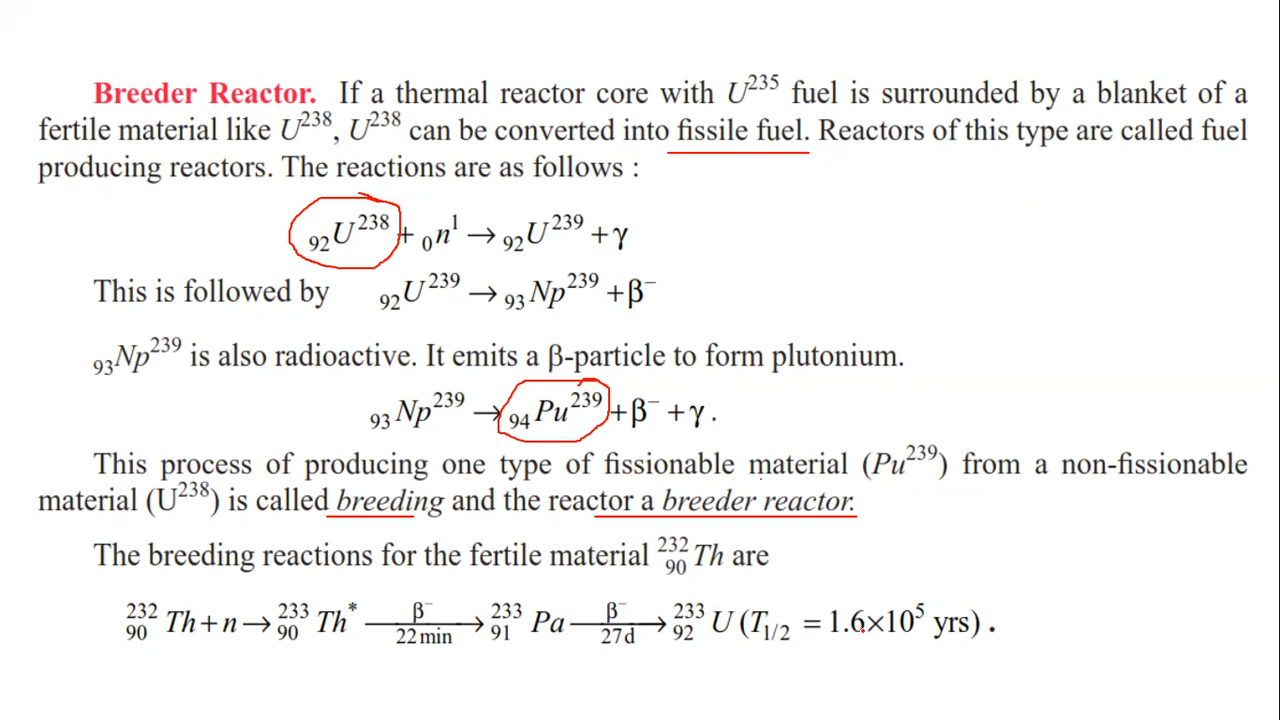 Breeder Reactor. If a thermal reactor core with U²³⁵ fuel is surrounded by a blanket of a
fertile material like U²³⁸, U²³⁸ can be converted into fissile fuel. Reactors of this type are called fuel
producing reactors. The reactions are as follows :
₉₂U²³⁸ + ₀n¹ → ₉₂U²³⁹ + γ
This is followed by ₉₂U²³⁹ → ₉₃Np²³⁹ + β⁻
₉₃Np²³⁹ is also radioactive. It emits a β-particle to form plutonium.
₉₃Np²³⁹ → ₉₄Pu²³⁹ + β⁻ + γ .
This process of producing one type of fissionable material (Pu²³⁹) from a non-fissionable
material (U²³⁸) is called breeding and the reactor a breeder reactor.
The breeding reactions for the fertile material ²³²₉₀Th are
²³²₉₀Th + n → ²³³₉₀Th* —β⁻/22 min→ ²³³₉₁Pa —β⁻/27 d→ ²³³₉₂U (T₁/₂ = 1.6×10⁵ yrs) .